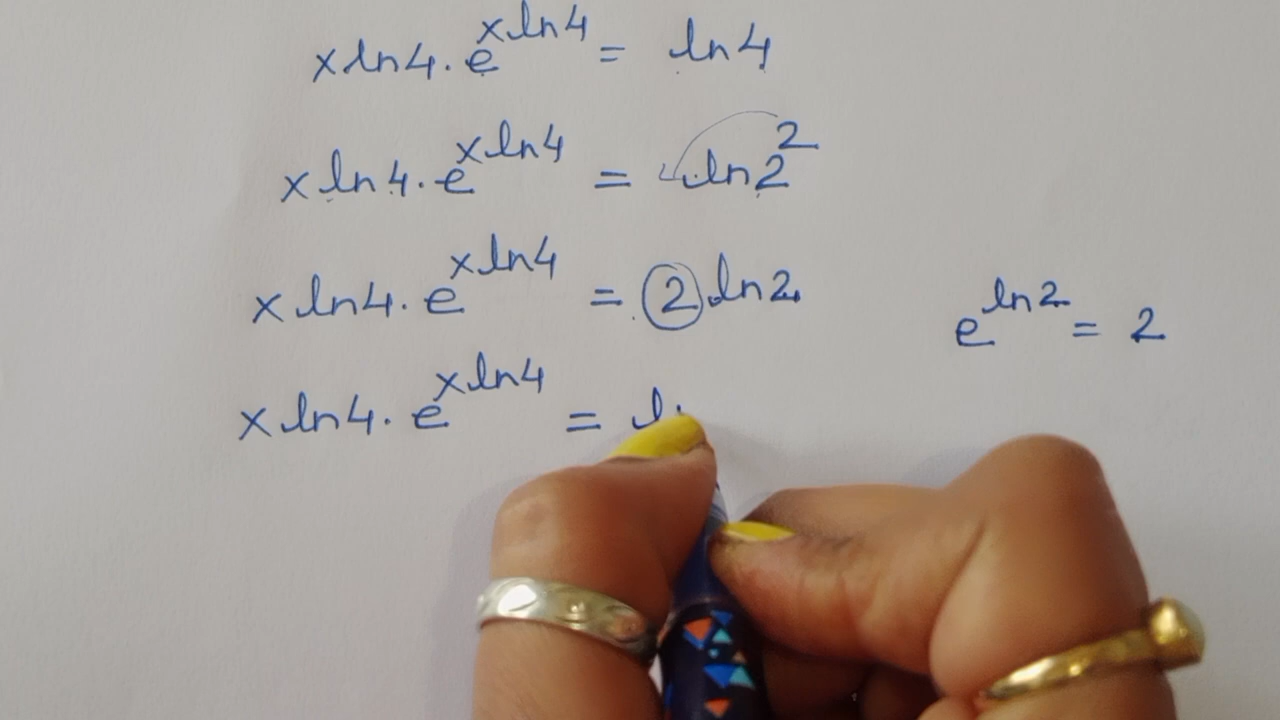 x ln4 . e^{x ln4} = ln4
x ln4 . e^{x ln4} = ln2^2
x ln4 . e^{x ln4} = 2 . ln2
e^{ln2} = 2
x ln4 . e^{x ln4} =